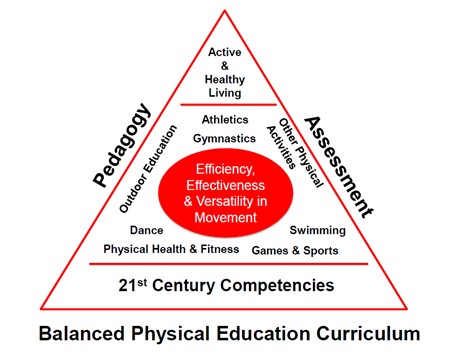 Active
&
Healthy
Living
Pedagogy
Assessment
Athletics
Gymnastics
Outdoor Education
Other Physical
Activities
Efficiency,
Effectiveness
& Versatility in
Movement
Dance
Swimming
Physical Health & Fitness
Games & Sports
21st Century Competencies
Balanced Physical Education Curriculum